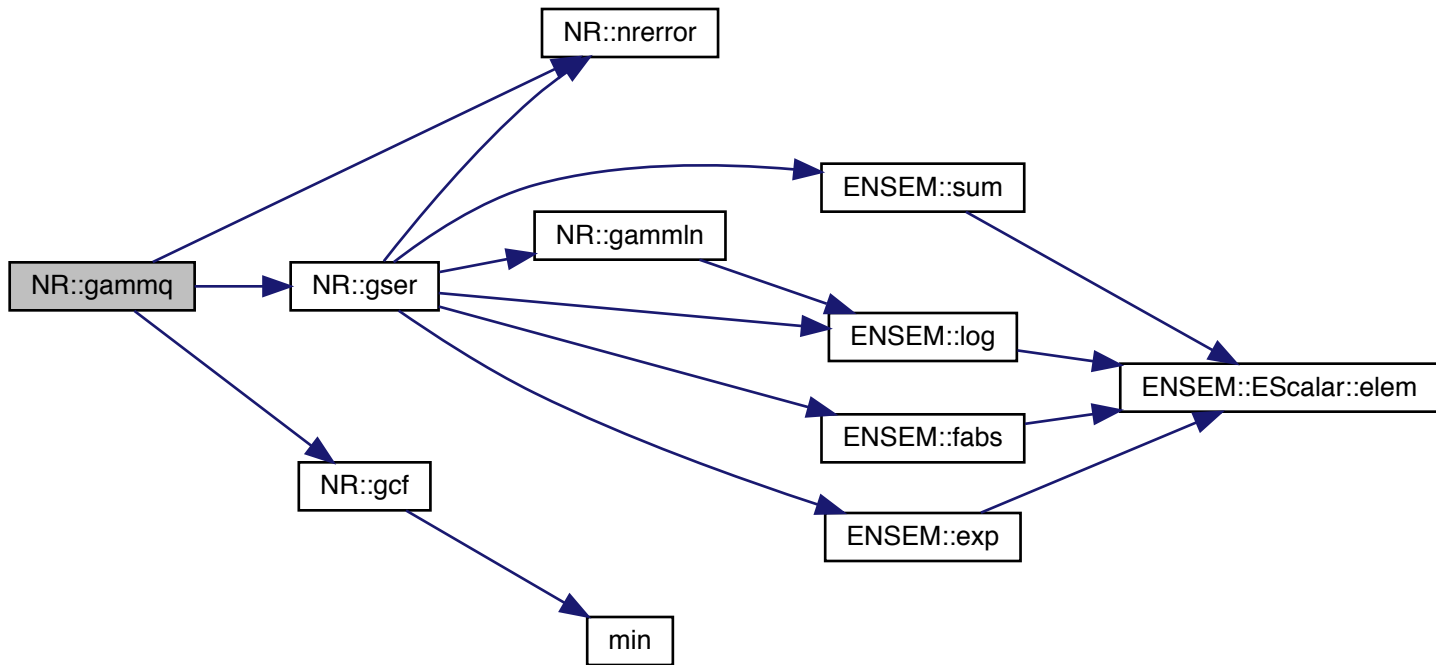 NR::nrerror
ENSEM::sum
NR::gammln
NR::gammq
NR::gser
ENSEM::log
ENSEM::EScalar::elem
ENSEM::fabs
NR::gcf
ENSEM::exp
min